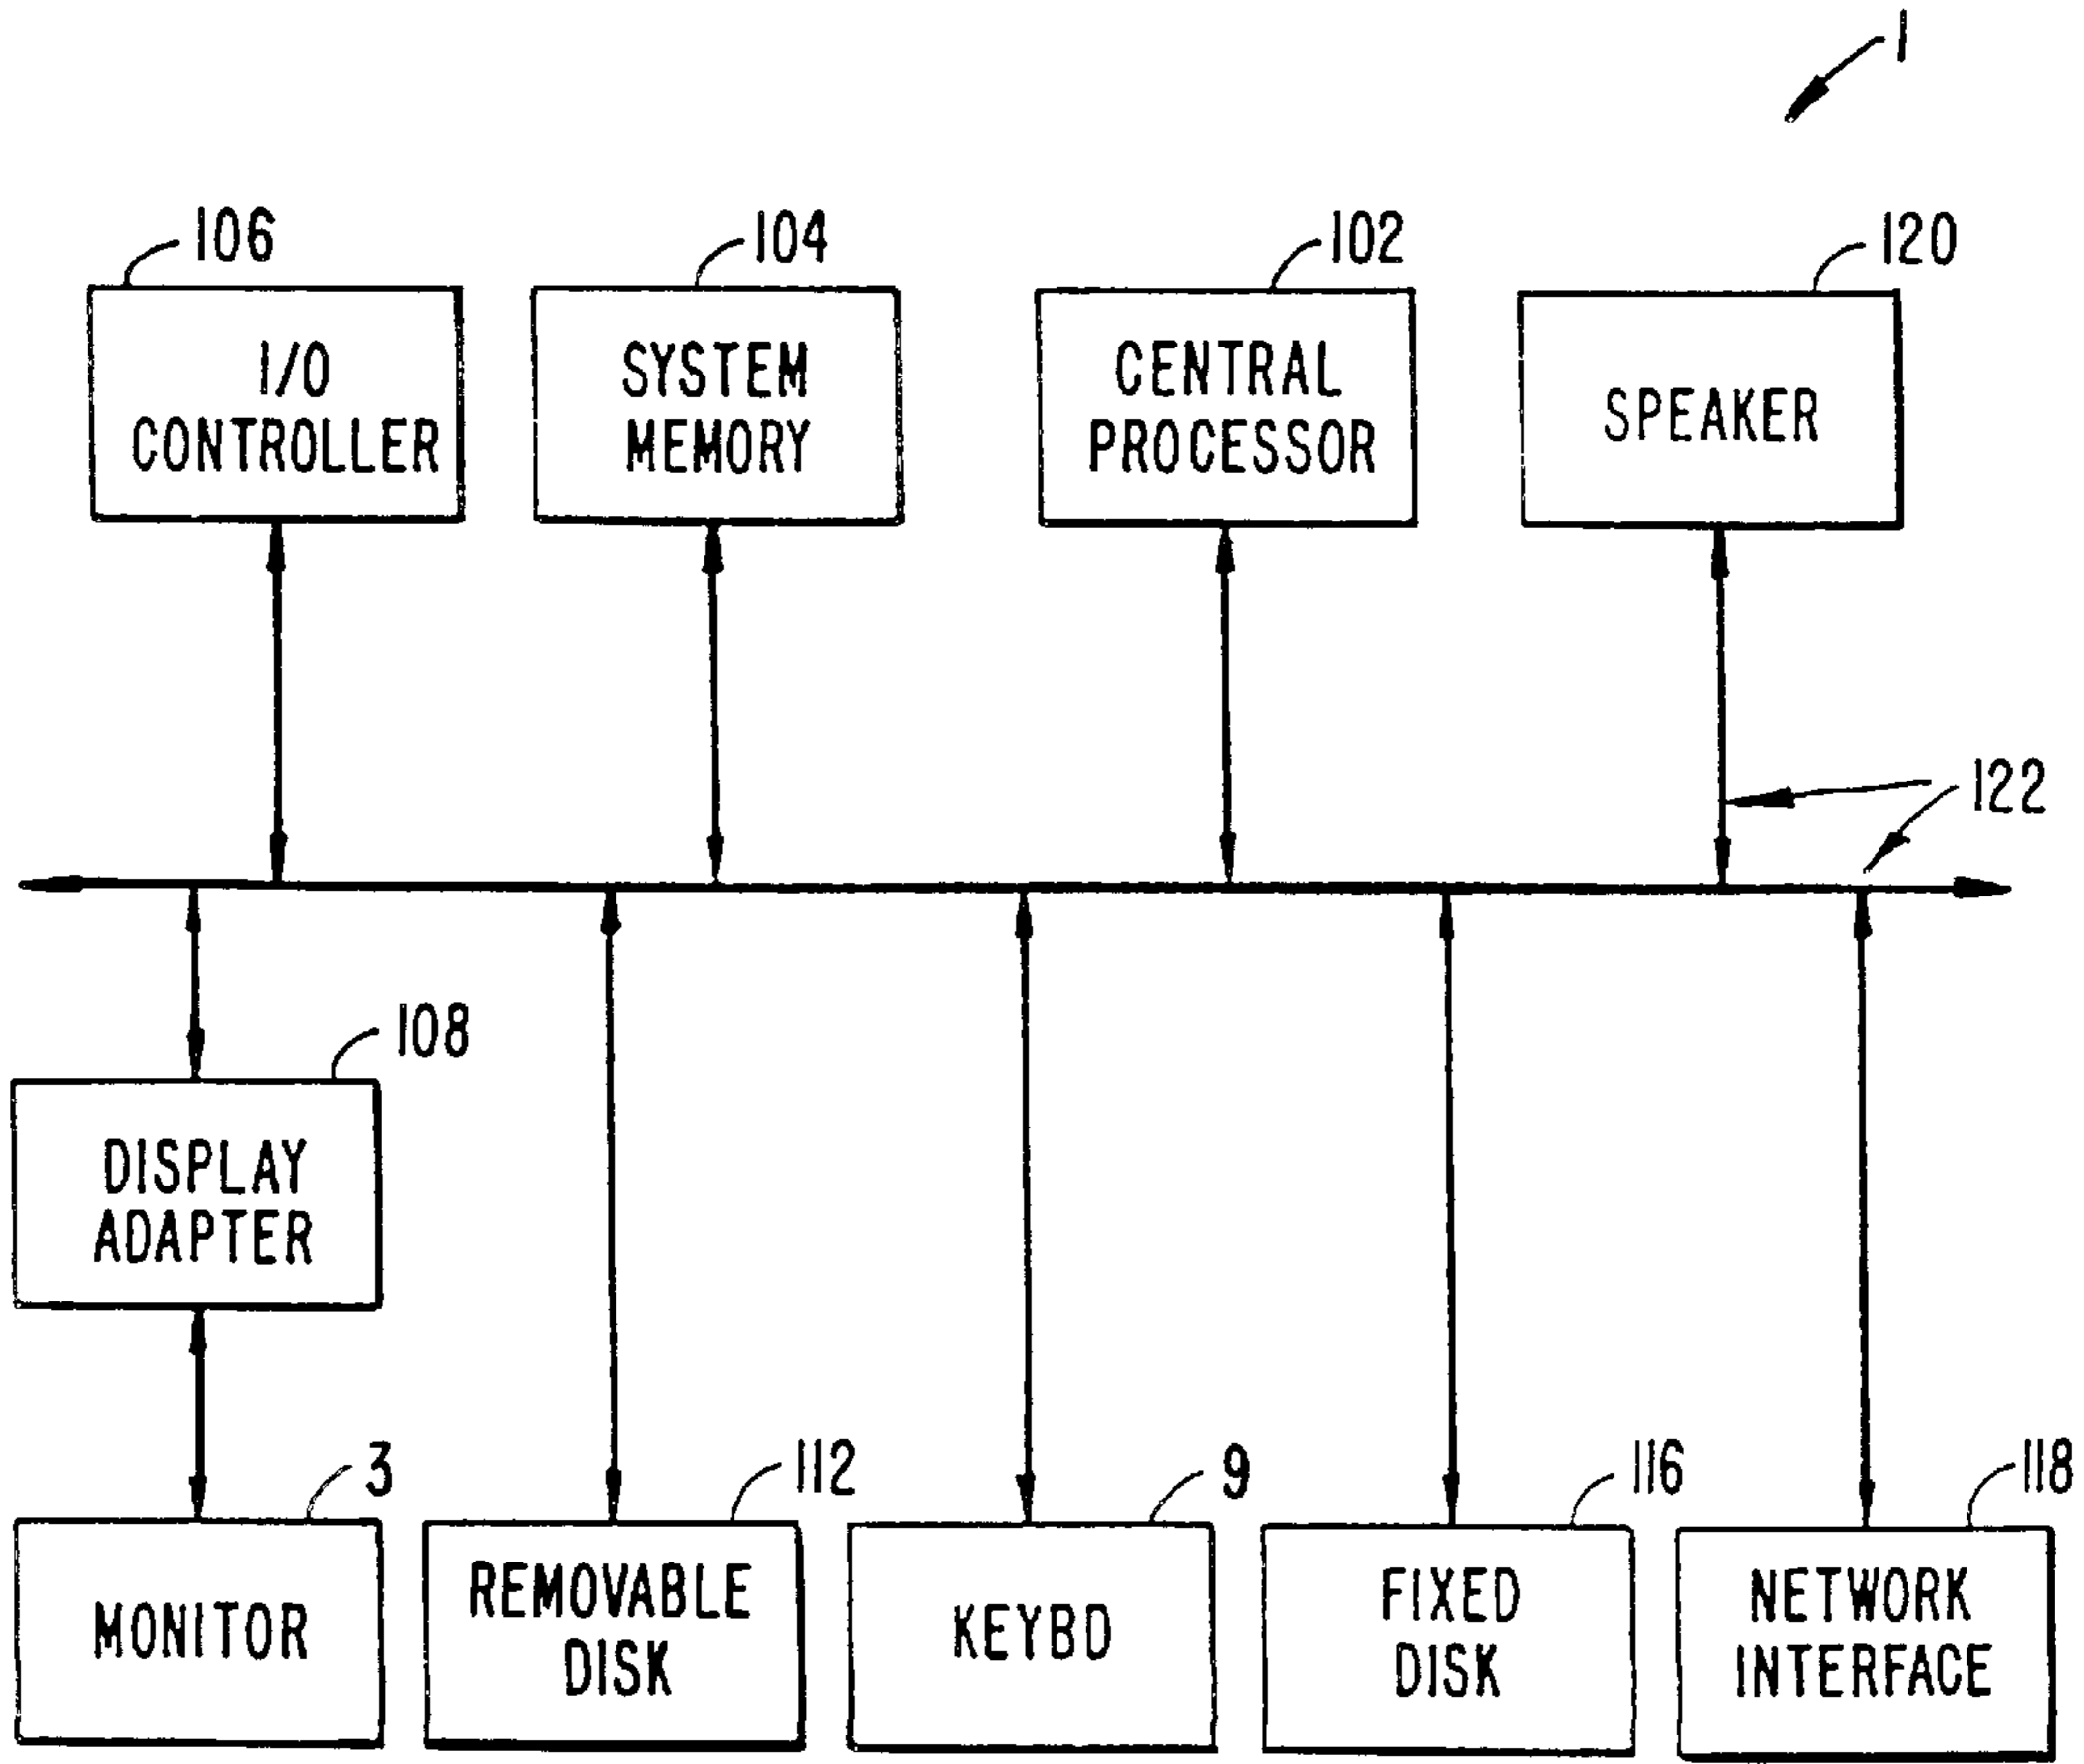 1
106
104
102
120
I/O
CONTROLLER
SYSTEM
MEMORY
CENTRAL
PROCESSOR
SPEAKER
122
108
DISPLAY
ADAPTER
3
112
9
116
118
MONITOR
REMOVABLE
DISK
KEYBD
FIXED
DISK
NETWORK
INTERFACE